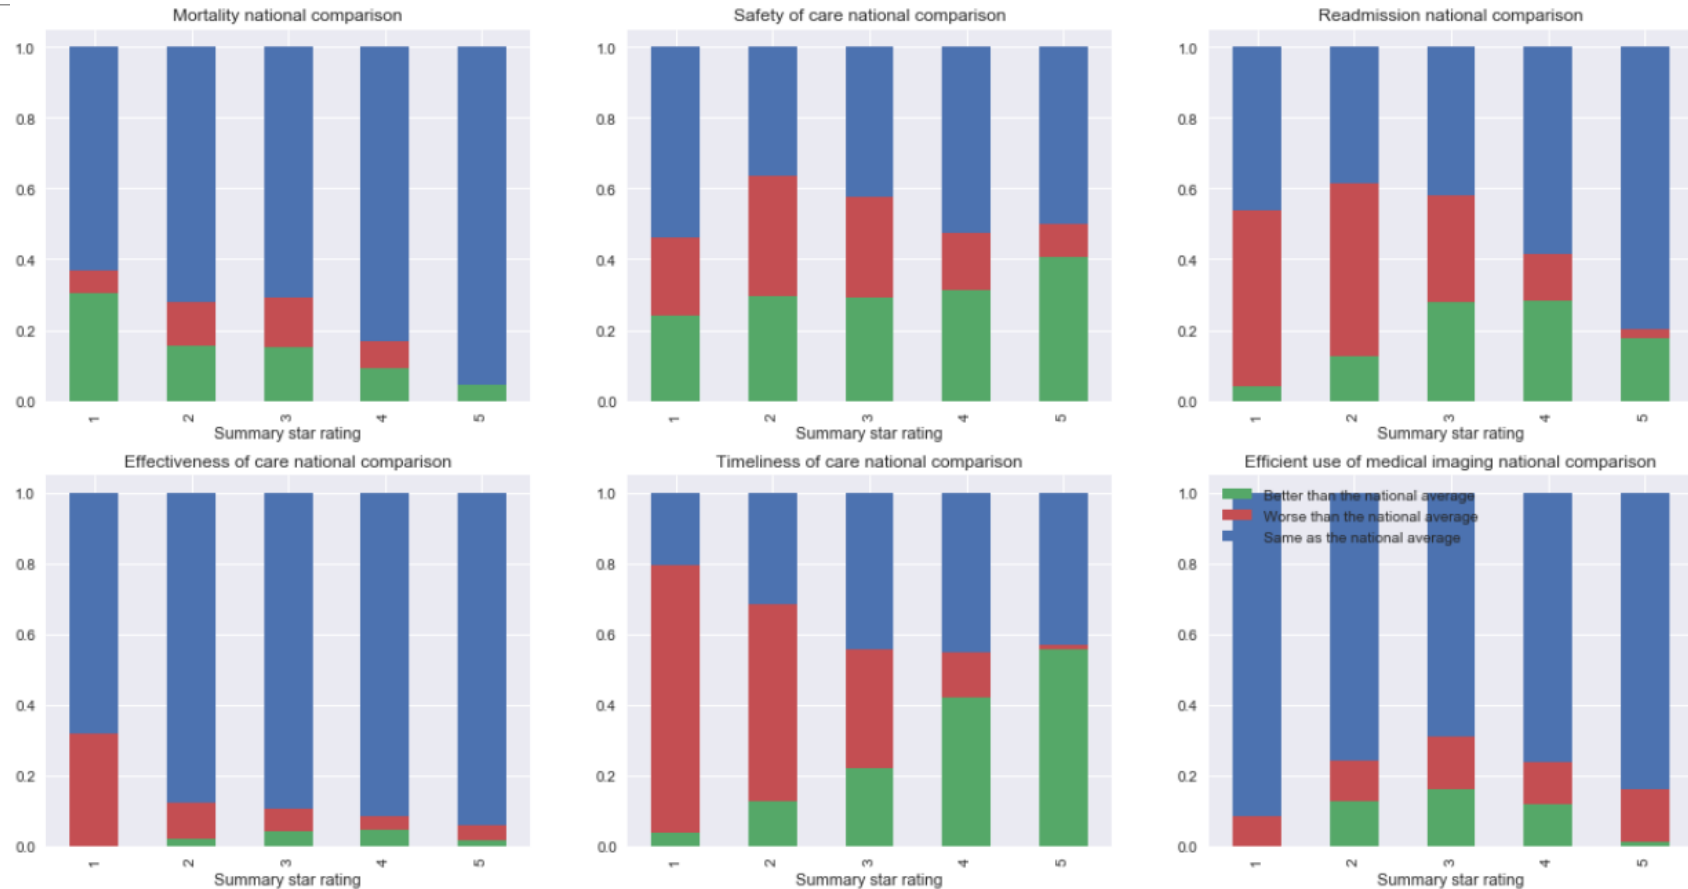 Mortality national comparison
1.0
0.8
0.6
0.4
0.2
0.0
1 2 3 4 5
Summary star rating
Safety of care national comparison
1.0
0.8
0.6
0.4
0.2
0.0
1 2 3 4 5
Summary star rating
Readmission national comparison
1.0
0.8
0.6
0.4
0.2
0.0
1 2 3 4 5
Summary star rating
Effectiveness of care national comparison
1.0
0.8
0.6
0.4
0.2
0.0
1 2 3 4 5
Summary star rating
Timeliness of care national comparison
1.0
0.8
0.6
0.4
0.2
0.0
1 2 3 4 5
Summary star rating
Efficient use of medical imaging national comparison
Better than the national average
Worse than the national average
Same as the national average
1.0
0.8
0.6
0.4
0.2
0.0
1 2 3 4 5
Summary star rating